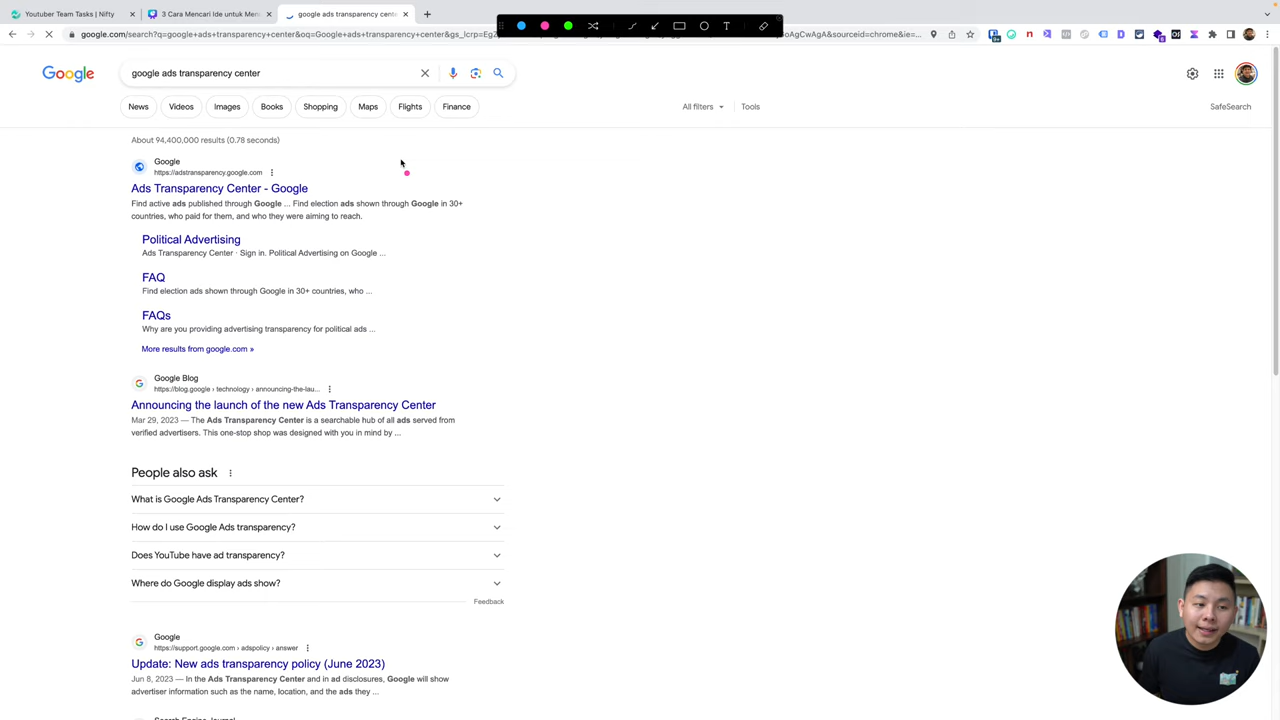 Youtuber Team Tasks | Nifty
3 Cara Mencari Ide untuk Men
google ads transparency cent
google.com/search?q=google+ads+transparency+center&oq=Google+ads+transparency+center&gs_lcrp=Eg
oAgCwAgA&sourceid=chrome&ie=...
Google
google ads transparency center
News
Videos
Images
Books
Shopping
Maps
Flights
Finance
All filters
Tools
SafeSearch
About 94,400,000 results (0.78 seconds)
Google
https://adstransparency.google.com
Ads Transparency Center - Google
Find active ads published through Google ... Find election ads shown through Google in 30+
countries, who paid for them, and who they were aiming to reach.
Political Advertising
Ads Transparency Center · Sign in. Political Advertising on Google ...
FAQ
Find election ads shown through Google in 30+ countries, who ...
FAQs
Why are you providing advertising transparency for political ads ...
More results from google.com »
Google Blog
https://blog.google › technology › announcing-the-lau...
Announcing the launch of the new Ads Transparency Center
Mar 29, 2023 — The Ads Transparency Center is a searchable hub of all ads served from
verified advertisers. This one-stop shop was designed with you in mind by ...
People also ask
What is Google Ads Transparency Center?
How do I use Google Ads transparency?
Does YouTube have ad transparency?
Where do Google display ads show?
Feedback
Google
https://support.google.com › adspolicy › answer
Update: New ads transparency policy (June 2023)
Jun 8, 2023 — In the Ads Transparency Center and in ad disclosures, Google will show
advertiser information such as the name, location, and the ads they ...